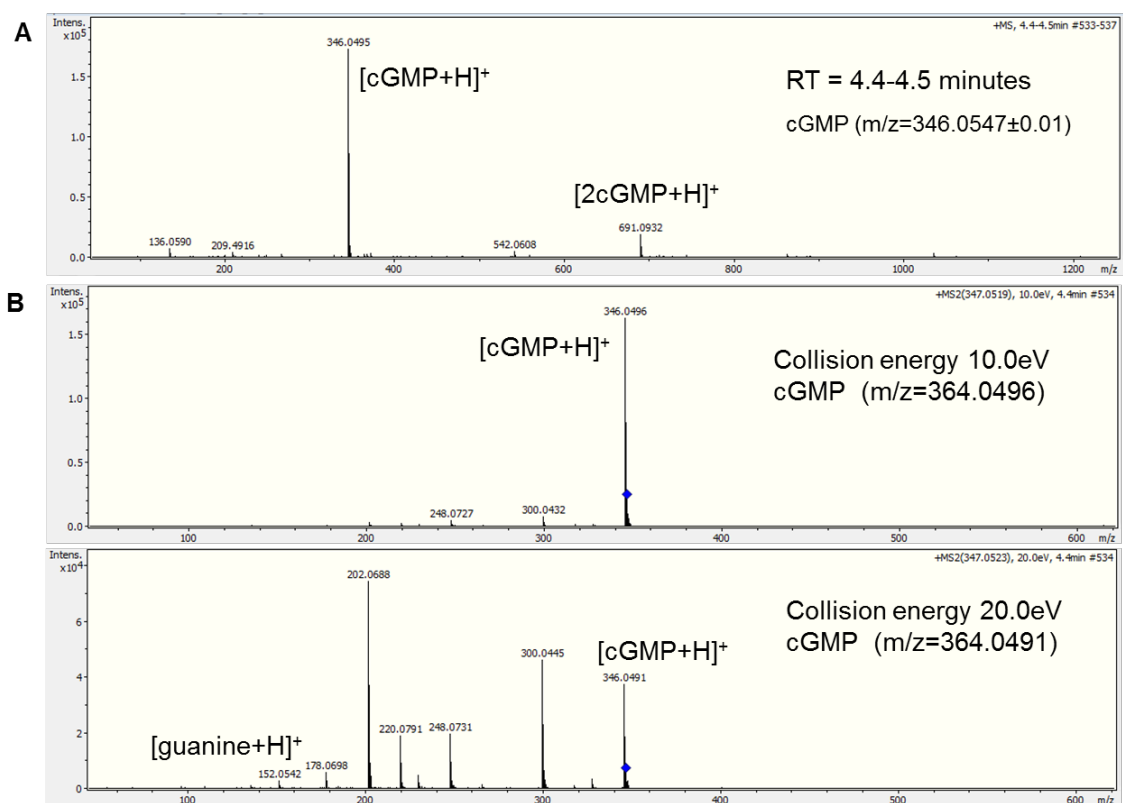 A
Intens.
x10⁵
+MS, 4.4-4.5min #533-537
346.0495
[cGMP+H]⁺
RT = 4.4-4.5 minutes
cGMP (m/z=346.0547±0.01)
1.5
1.0
0.5
0.0
[2cGMP+H]⁺
136.0590
209.4916
542.0608
691.0932
200
400
600
800
1000
1200
m/z
B
Intens.
x10⁵
+MS2(347.0519), 10.0eV, 4.4min #534
346.0496
[cGMP+H]⁺
Collision energy 10.0eV
cGMP (m/z=364.0496)
1.5
1.0
0.5
0.0
248.0727
300.0432
100
200
300
400
500
600
m/z
Intens.
x10⁴
+MS2(347.0523), 20.0eV, 4.4min #534
202.0688
Collision energy 20.0eV
cGMP (m/z=364.0491)
6
4
2
0
300.0445
[cGMP+H]⁺
346.0491
220.0791
248.0731
[guanine+H]⁺
152.0542
178.0698
100
200
300
400
500
600
m/z